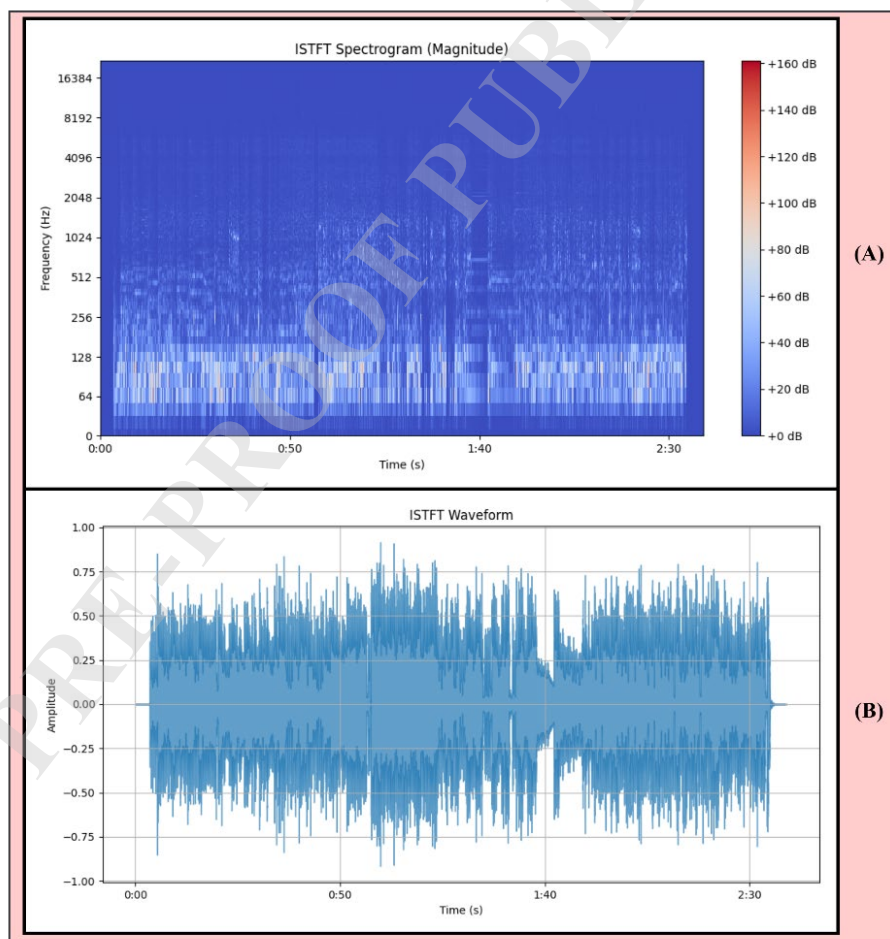 ISTFT Spectrogram (Magnitude)
16384
8192
4096
2048
1024
512
256
128
64
0
Frequency (Hz)
0:00 0:50 1:40 2:30
Time (s)
+160 dB
+140 dB
+120 dB
+100 dB
+80 dB
+60 dB
+40 dB
+20 dB
+0 dB
(A)
ISTFT Waveform
1.00
0.75
0.50
0.25
0.00
−0.25
−0.50
−0.75
−1.00
Amplitude
0:00 0:50 1:40 2:30
Time (s)
(B)
PRE-PROOF PUBL